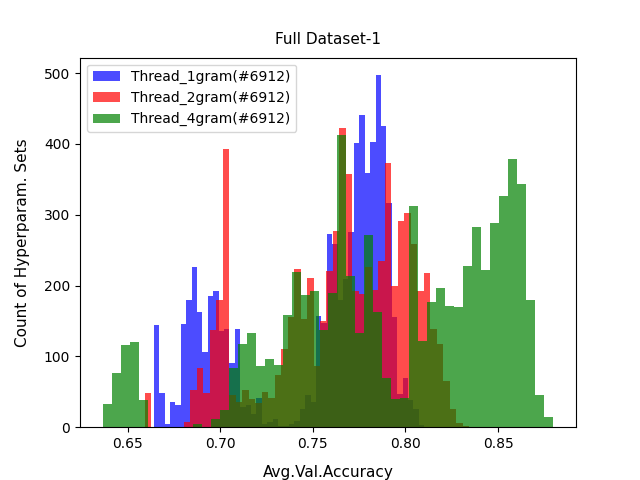 Full Dataset-1
Thread_1gram(#6912)
Thread_2gram(#6912)
Thread_4gram(#6912)
Count of Hyperparam. Sets
500
400
300
200
100
0
0.65 0.70 0.75 0.80 0.85
Avg.Val.Accuracy